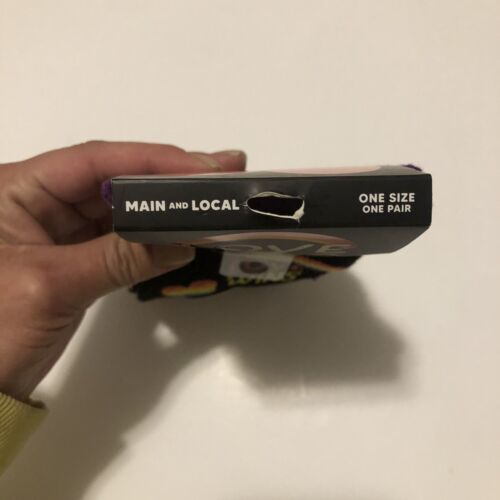 MAIN AND LOCAL
ONE SIZE
ONE PAIR